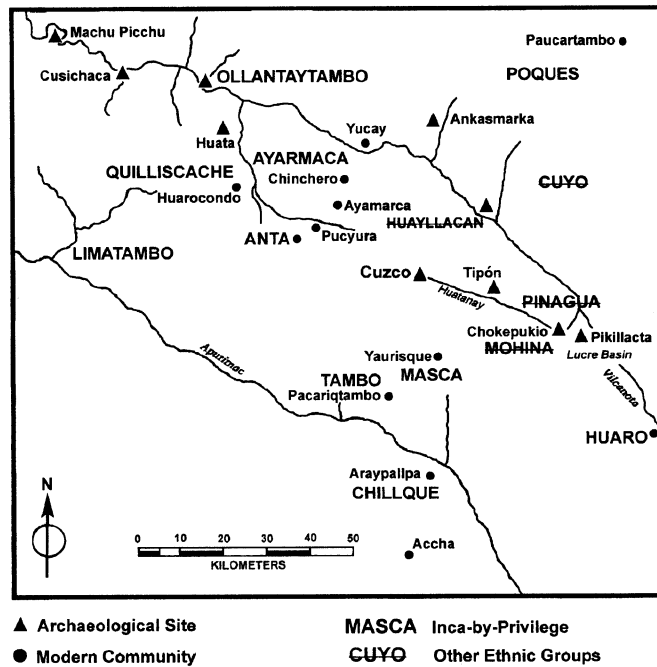 Machu Picchu
Paucartambo
Cusichaca
OLLANTAYTAMBO
POQUES
Ankasmarka
Huata
Yucay
AYARMACA
QUILLISCACHE
Chinchero
CUYO
Huarocondo
Ayamarca
HUAYLLACAN
Pucyura
ANTA
LIMATAMBO
Cuzco
Tipón
Huatanay
PINAGUA
Chokepukio
Pikillacta
MOHINA
Lucre Basin
Apurimac
Yaurisque
TAMBO
MASCA
Pacariqtambo
Vilcanota
HUARO
Araypallpa
CHILLQUE
N
Accha
0 10 20 30 40 50
KILOMETERS
Archaeological Site
MASCA Inca-by-Privilege
Modern Community
CUYO Other Ethnic Groups